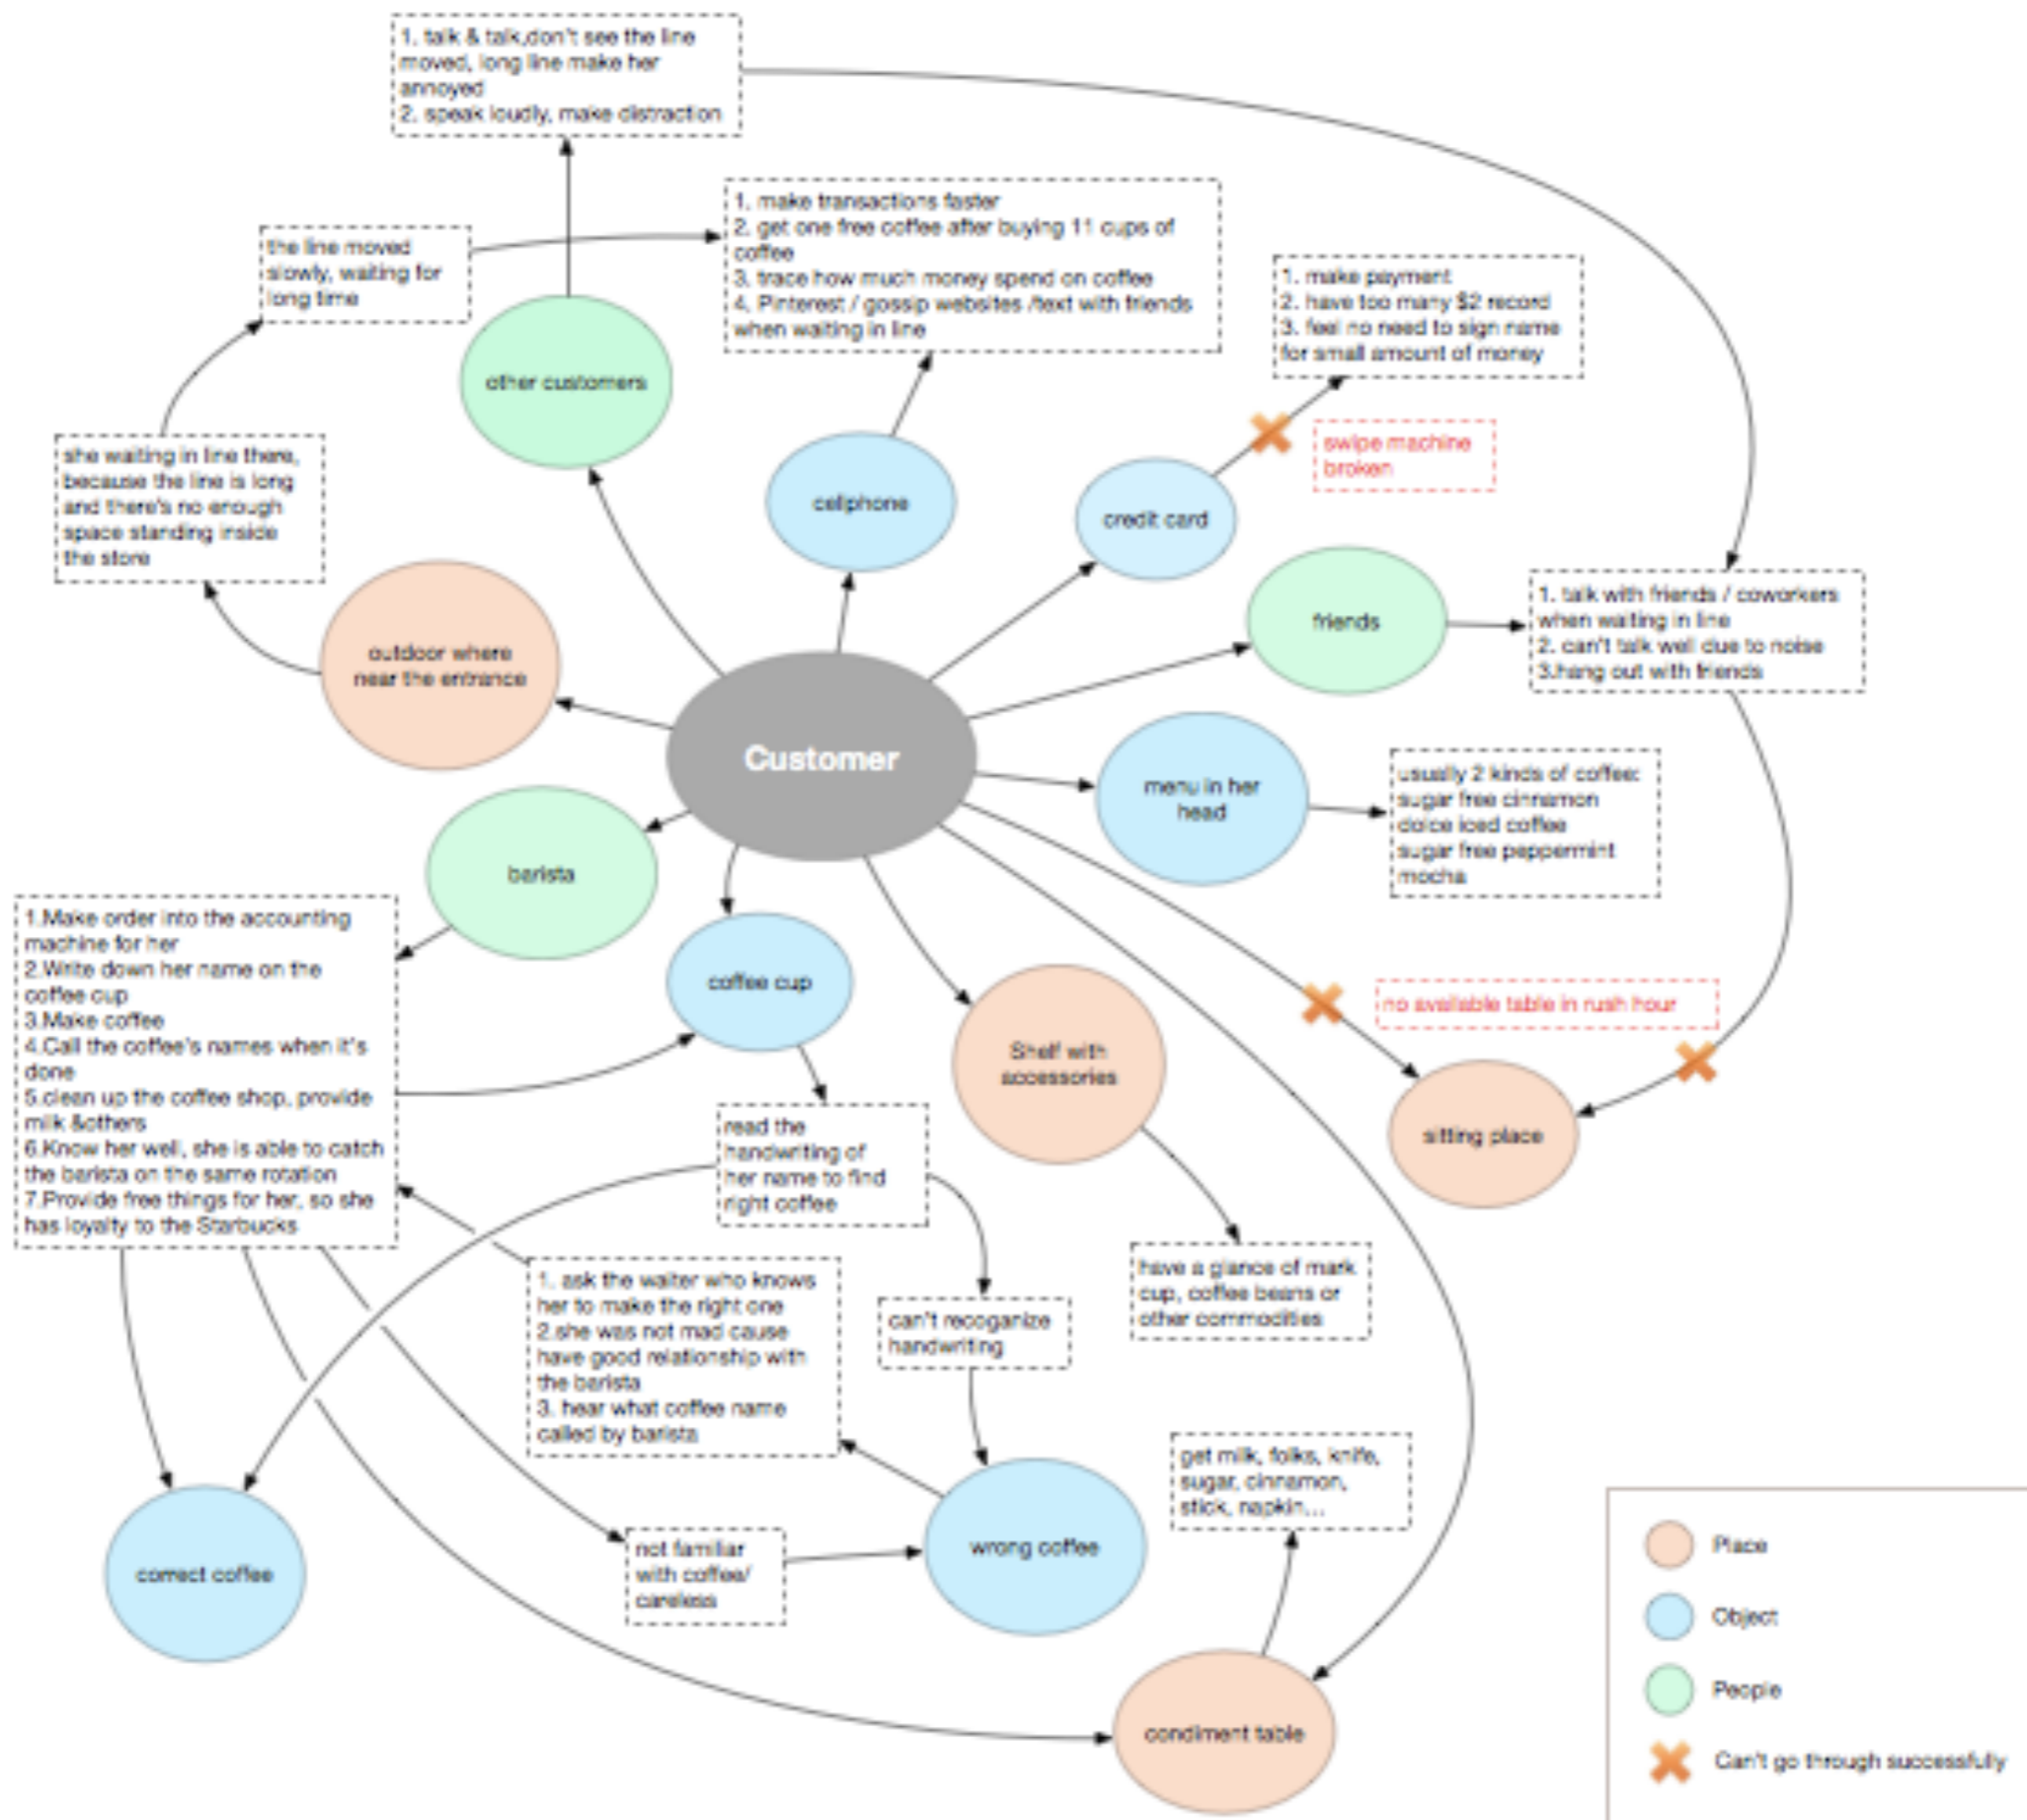 1. talk & talk,don't see the line
moved, long line make her
annoyed
2. speak loudly, make distraction
1. make transactions faster
2. get one free coffee after buying 11 cups of
coffee
3. trace how much money spend on coffee
4. Pinterest / gossip websites /text with friends
when waiting in line
the line moved
slowly, waiting for
long time
1. make payment
2. have too many $2 record
3. feel no need to sign name
for small amount of money
other customers
swipe machine
broken
she waiting in line there,
because the line is long
and there's no enough
space standing inside
the store
cellphone
credit card
friends
1. talk with friends / coworkers
when waiting in line
2. can't talk well due to noise
3.hang out with friends
outdoor where
near the entrance
Customer
menu in her
head
usually 2 kinds of coffee:
sugar free cinnamon
dolce iced coffee
sugar free peppermint
mocha
barista
1.Make order into the accounting
machine for her
2.Write down her name on the
coffee cup
3.Make coffee
4.Call the coffee's names when it's
done
5.clean up the coffee shop, provide
milk &others
6.Know her well, she is able to catch
the barista on the same rotation
7.Provide free things for her, so she
has loyalty to the Starbucks
coffee cup
Shelf with
accessories
no available table in rush hour
sitting place
read the
handwriting of
her name to find
right coffee
1. ask the waiter who knows
her to make the right one
2.she was not mad cause
have good relationship with
the barista
3. hear what coffee name
called by barista
can't recoganize
handwriting
have a glance of mark
cup, coffee beans or
other commodities
get milk, folks, knife,
sugar, cinnamon,
stick, napkin...
correct coffee
not familiar
with coffee/
careless
wrong coffee
condiment table
Place
Object
People
Can't go through successfully